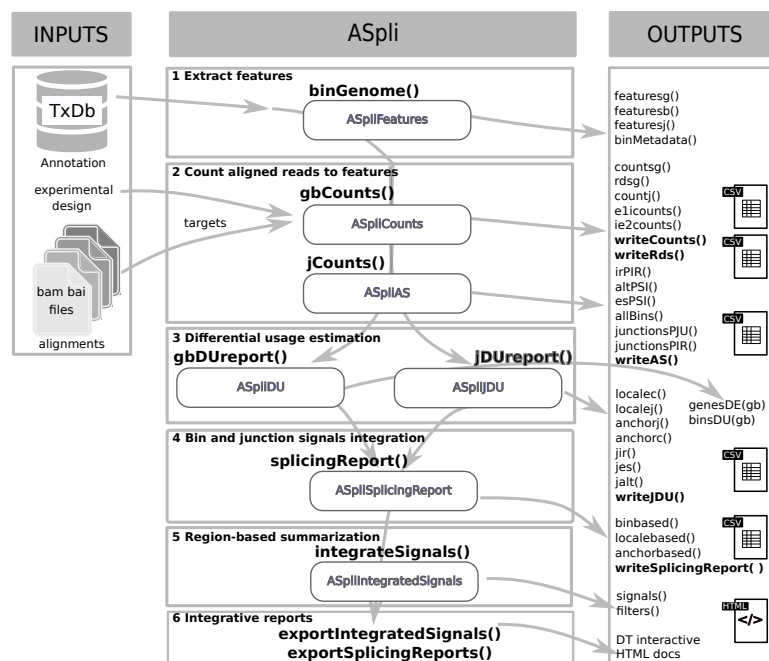 INPUTS
ASpli
OUTPUTS
TxDb
Annotation
experimental
design
targets
bam bai
files
alignments
1 Extract features
binGenome()
ASpliFeatures
2 Count aligned reads to features
gbCounts()
ASpliCounts
jCounts()
ASpliAS
3 Differential usage estimation
gbDUreport()
jDUreport()
ASpliDU
ASpliJDU
4 Bin and junction signals integration
splicingReport()
ASpliSplicingReport
5 Region-based summarization
integrateSignals()
ASpliIntegratedSignals
6 Integrative reports
exportIntegratedSignals()
exportSplicingReports()
featuresg()
featuresb()
featuresj()
binMetadata()
countsg()
rdsg()
countj()
e1icounts()
ie2counts()
writeCounts()
writeRds()
CSV
CSV
irPIR()
altPSI()
esPSI()
allBins()
junctionsPJU()
junctionsPIR()
writeAS()
CSV
genesDE(gb)
binsDU(gb)
localec()
localej()
anchorj()
anchorc()
jir()
jes()
jalt()
writeJDU()
CSV
binbased()
localebased()
anchorbased()
writeSplicingReport( )
CSV
signals()
filters()
HTML
</>
DT interactive
HTML docs